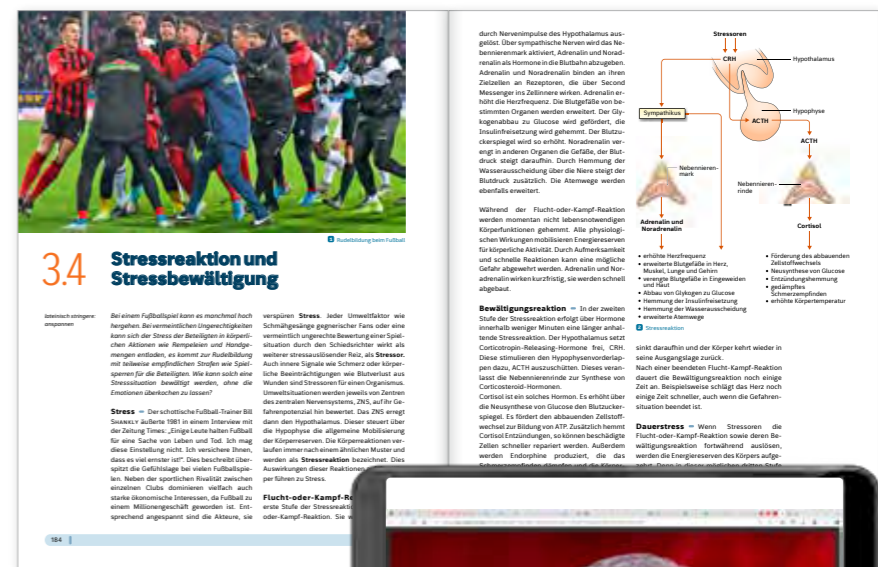 2 Rudelbildung beim Fußball
3.4 Stressreaktion und
Stressbewältigung
lateinisch stringere:
anspannen
Bei einem Fußballspiel kann es manchmal hoch
hergehen. Bei vermeintlichen Ungerechtigkeiten
kann sich der Stress der Beteiligten in körperli-
chen Aktionen wie Rempeleien und Handge-
mengen entladen, es kommt zur Rudelbildung
mit teilweise empfindlichen Strafen wie Spiel-
sperren für die Beteiligten. Wie kann solch eine
Stresssituation bewältigt werden, ohne die
Emotionen überkochen zu lassen?
Stress – Der schottische Fußball-Trainer Bill
SHANKLY äußerte 1981 in einem Interview mit
der Zeitung Times: „Einige Leute halten Fußball
für eine Sache von Leben und Tod. Ich mag
diese Einstellung nicht. Ich versichere Ihnen,
dass es viel ernster ist!“. Dies beschreibt über-
spitzt die Gefühlslage bei vielen Fußballspie-
len. Neben der sportlichen Rivalität zwischen
einzelnen Clubs dominieren vielfach auch
starke ökonomische Interessen, da Fußball zu
einem Millionengeschäft geworden ist. Ent-
sprechend angespannt sind die Akteure, sie
verspüren Stress. Jeder Umweltfaktor wie
Schmähgesänge gegnerischer Fans oder eine
vermeintlich ungerechte Bewertung einer Spiel-
situation durch den Schiedsrichter wirkt als
weiterer stressauslösender Reiz, als Stressor.
Auch innere Signale wie Schmerz oder körper-
liche Beeinträchtigungen wie Blutverlust aus
Wunden sind Stressoren für einen Organismus.
Umweltsituationen werden jeweils von Zentren
des zentralen Nervensystems, ZNS, auf ihr Ge-
fahrenpotenzial hin bewertet. Das ZNS erregt
dann den Hypothalamus. Dieser steuert über
die Hypophyse die allgemeine Mobilisierung
der Körperreserven. Die Körperreaktionen ver-
laufen immer nach einem ähnlichen Muster und
werden als Stressreaktion bezeichnet. Dies
Auswirkungen dieser Reaktionen
per führen zu Stress.
Flucht-oder-Kampf-Re
erste Stufe der Stressreakti
oder-Kampf-Reaktion. Sie w
184
durch Nervenimpulse des Hypothalamus aus-
gelöst. Über sympathische Nerven wird das Ne-
bennierenmark aktiviert, Adrenalin und Norad-
renalin als Hormone in die Blutbahn abzugeben.
Adrenalin und Noradrenalin binden an ihren
Zielzellen an Rezeptoren, die über Second
Messenger ins Zellinnere wirken. Adrenalin er-
höht die Herzfrequenz. Die Blutgefäße von be-
stimmten Organen werden erweitert. Der Gly-
kogenabbau zu Glucose wird gefördert, die
Insulinfreisetzung wird gehemmt. Der Blutzu-
ckerspiegel wird so erhöht. Noradrenalin ver-
engt in anderen Organen die Gefäße, der Blut-
druck steigt daraufhin. Durch Hemmung der
Wasserausscheidung über die Niere steigt der
Blutdruck zusätzlich. Die Atemwege werden
ebenfalls erweitert.
Während der Flucht-oder-Kampf-Reaktion
werden momentan nicht lebensnotwendigen
Körperfunktionen gehemmt. Alle physiologi-
schen Wirkungen mobilisieren Energiereserven
für körperliche Aktivität. Durch Aufmerksamkeit
und schnelle Reaktionen kann eine mögliche
Gefahr abgewehrt werden. Adrenalin und Nor-
adrenalin wirken kurzfristig, sie werden schnell
abgebaut.
Bewältigungsreaktion – In der zweiten
Stufe der Stressreaktion erfolgt über Hormone
innerhalb weniger Minuten eine länger anhal-
tende Stressreaktion. Der Hypothalamus setzt
Corticotropin-Releasing-Hormone frei, CRH.
Diese stimulieren den Hypophysenvorderlap-
pen dazu, ACTH auszuschütten. Dieses veran-
lasst die Nebennierenrinde zur Synthese von
Corticosteroid-Hormonen.
Cortisol ist ein solches Hormon. Es erhöht über
die Neusynthese von Glucose den Blutzucker-
spiegel. Es fördert den abbauenden Zellstoff-
wechsel zur Bildung von ATP. Zusätzlich hemmt
Cortisol Entzündungen, so können beschädigte
Zellen schneller repariert werden. Außerdem
werden Endorphine produziert, die das
Schmerzempfinden dämpfen und die Körper-
Stressoren
CRH
Hypothalamus
Sympathikus
Hypophyse
ACTH
ACTH
Nebennieren-
mark
Nebennieren-
rinde
Adrenalin und
Noradrenalin
Cortisol
• erhöhte Herzfrequenz
• erweiterte Blutgefäße in Herz,
Muskel, Lunge und Gehirn
• verengte Blutgefäße in Eingeweiden
und Haut
• Abbau von Glykogen zu Glucose
• Hemmung der Insulinfreisetzung
• Hemmung der Wasserausscheidung
• erweiterte Atemwege
• Förderung des abbauenden
Zellstoffwechsels
• Neusynthese von Glucose
• Entzündungshemmung
• gedämpftes
Schmerzempfinden
• erhöhte Körpertemperatur
2 Stressreaktion
sinkt daraufhin und der Körper kehrt wieder in
seine Ausgangslage zurück.
Nach einer beendeten Flucht-oder-Kampf-Reaktion
dauert die Bewältigungsreaktion noch einige
Zeit an. Beispielsweise schlägt das Herz noch
einige Zeit schneller, auch wenn die Gefahren-
situation beendet ist.
Dauerstress – Wenn Stressoren die
Flucht-oder-Kampf-Reaktion sowie deren Be-
wältigungsreaktion fortwährend auslösen,
werden die Energiereserven des Körpers aufge-
zehrt. Denn in dieser möglichen dritten Stufe